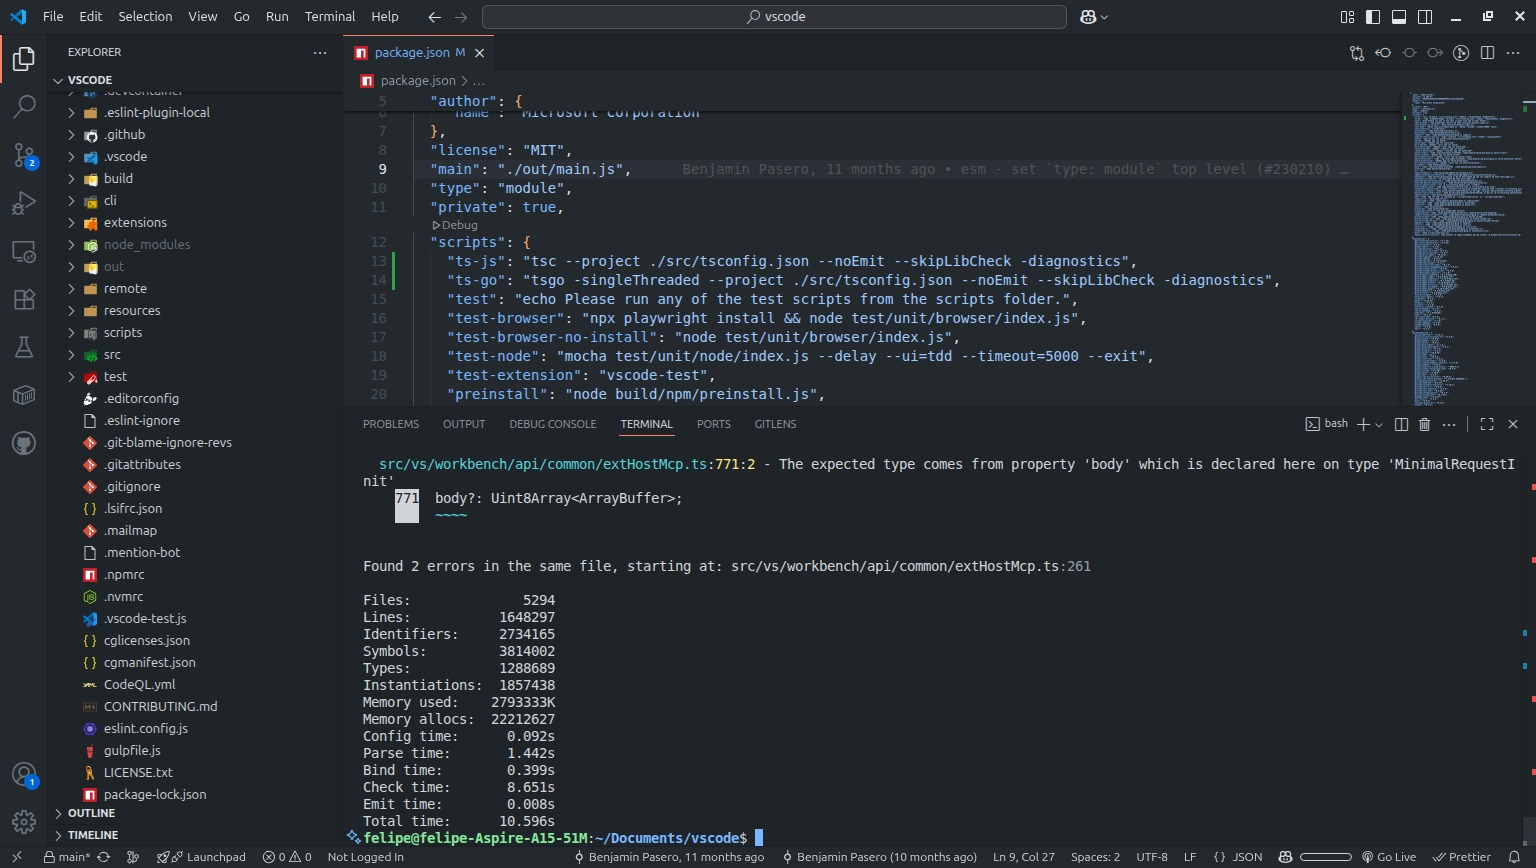 File Edit Selection View Go Run Terminal Help
vscode
EXPLORER
VSCODE
.devcontainer
.eslint-plugin-local
.github
.vscode
build
cli
extensions
node_modules
out
remote
resources
scripts
src
test
.editorconfig
.eslint-ignore
.git-blame-ignore-revs
.gitattributes
.gitignore
.lsifrc.json
.mailmap
.mention-bot
.npmrc
.nvmrc
.vscode-test.js
cglicenses.json
cgmanifest.json
CodeQL.yml
CONTRIBUTING.md
eslint.config.js
gulpfile.js
LICENSE.txt
package-lock.json
OUTLINE
TIMELINE
2
1
package.json M
package.json > ...
5 "author": {
6 "name": "Microsoft Corporation"
7 },
8 "license": "MIT",
9 "main": "./out/main.js", Benjamin Pasero, 11 months ago • esm - set `type: module` top level (#230210) …
10 "type": "module",
11 "private": true,
Debug
12 "scripts": {
13 "ts-js": "tsc --project ./src/tsconfig.json --noEmit --skipLibCheck -diagnostics",
14 "ts-go": "tsgo -singleThreaded --project ./src/tsconfig.json --noEmit --skipLibCheck -diagnostics",
15 "test": "echo Please run any of the test scripts from the scripts folder.",
16 "test-browser": "npx playwright install && node test/unit/browser/index.js",
17 "test-browser-no-install": "node test/unit/browser/index.js",
18 "test-node": "mocha test/unit/node/index.js --delay --ui=tdd --timeout=5000 --exit",
19 "test-extension": "vscode-test",
20 "preinstall": "node build/npm/preinstall.js",
PROBLEMS OUTPUT DEBUG CONSOLE TERMINAL PORTS GITLENS
bash
src/vs/workbench/api/common/extHostMcp.ts:771:2 - The expected type comes from property 'body' which is declared here on type 'MinimalRequestI
nit'
771 body?: Uint8Array<ArrayBuffer>;
~~~~
Found 2 errors in the same file, starting at: src/vs/workbench/api/common/extHostMcp.ts:261
Files: 5294
Lines: 1648297
Identifiers: 2734165
Symbols: 3814002
Types: 1288689
Instantiations: 1857438
Memory used: 2793333K
Memory allocs: 22212627
Config time: 0.092s
Parse time: 1.442s
Bind time: 0.399s
Check time: 8.651s
Emit time: 0.008s
Total time: 10.596s
felipe@felipe-Aspire-A15-51M:~/Documents/vscode$
main* Launchpad 0 0 Not Logged In Benjamin Pasero, 11 months ago Benjamin Pasero (10 months ago) Ln 9, Col 27 Spaces: 2 UTF-8 LF { } JSON Go Live Prettier